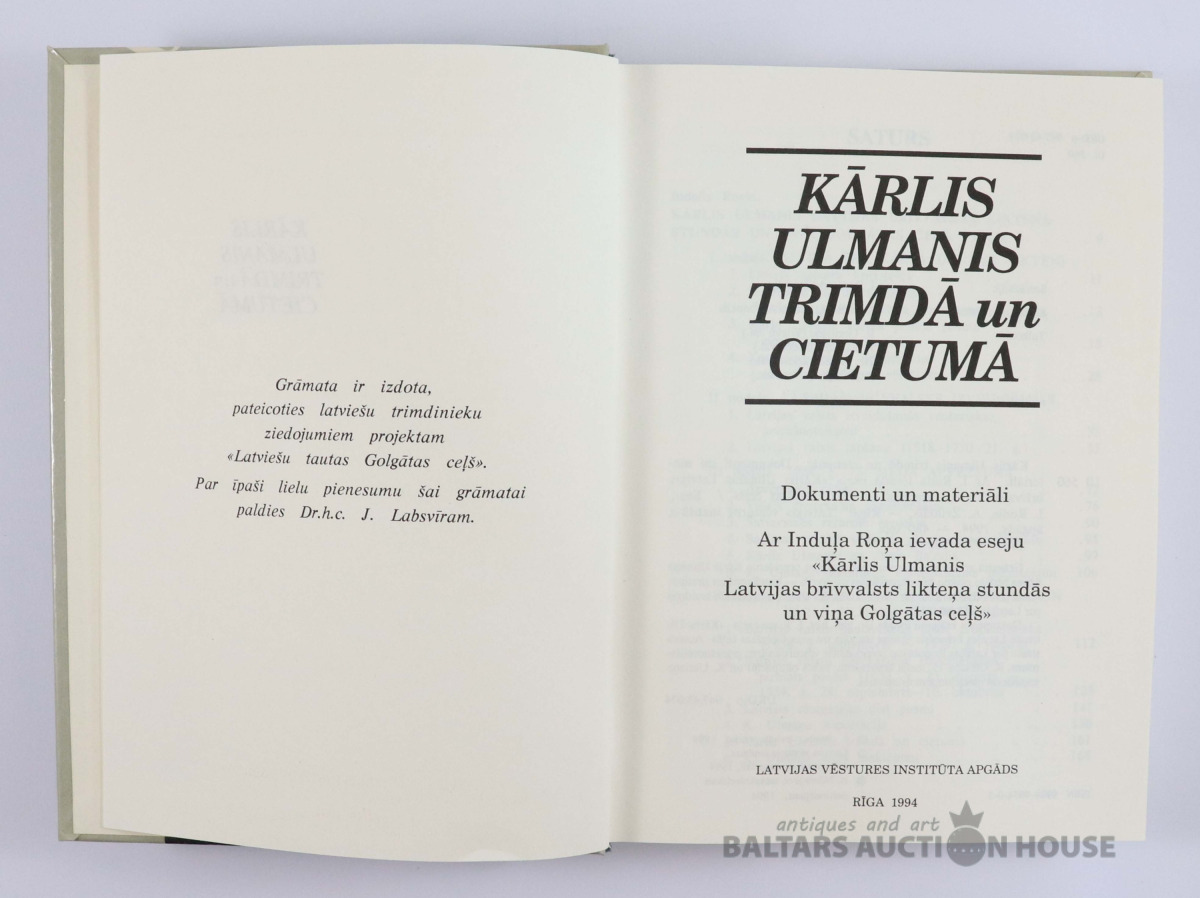 Grāmata ir izdota,
pateicoties latviešu trimdinieku
ziedojumiem projektam
«Latviešu tautas Golgātas ceļš».
Par īpaši lielu pienesumu šai grāmatai
paldies Dr.h.c. J. Labsvīram.
KĀRLIS
ULMANIS
TRIMDĀ un
CIETUMĀ
Dokumenti un materiāli
Ar Induļa Roņa ievada eseju
«Kārlis Ulmanis
Latvijas brīvvalsts likteņa stundās
un viņa Golgātas ceļš»
LATVIJAS VĒSTURES INSTITŪTA APGĀDS
RĪGA 1994
antiques and art
BALTARS AUCTION HOUSE